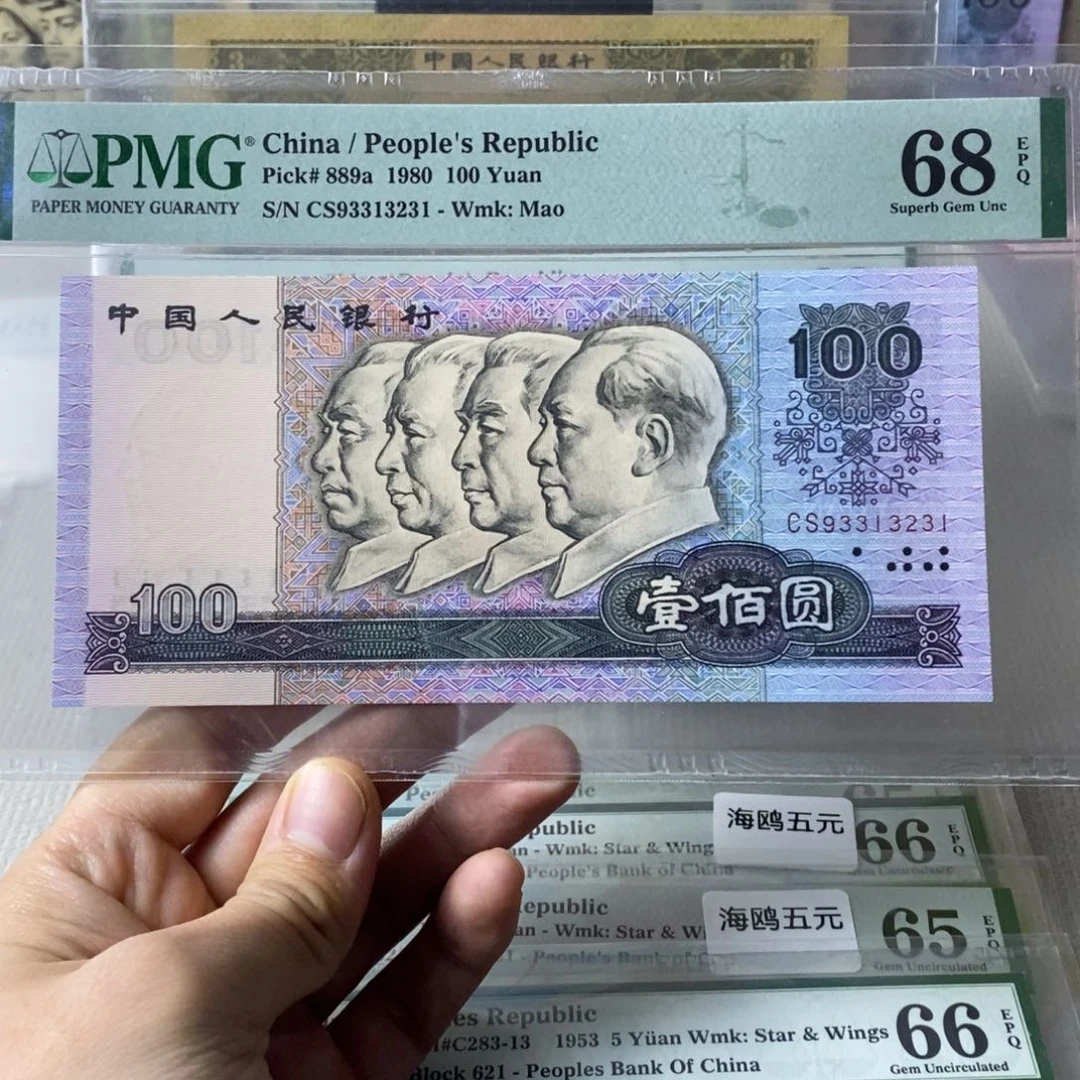 中国人民银行
100
PMG®
PAPER MONEY GUARANTY
China / People's Republic
Pick# 889a 1980 100 Yuan
S/N CS93313231 - Wmk: Mao
68
EPQ
Superb Gem Unc
中国人民银行
100
CS93313231
100
壹佰圆
public
- Wmk: Star & Wing
People's Bank of China
海鸥五元
66
EPQ
Gem Uncirculated
epublic
- Wmk: Star & W
海鸥五元
65
EPQ
Gem Uncirculated
es Republic
#C283-13 1953 5 Yüan Wmk: Star & Wings
Block 621 - Peoples Bank Of China
66
EPQ
Gem Uncirculated